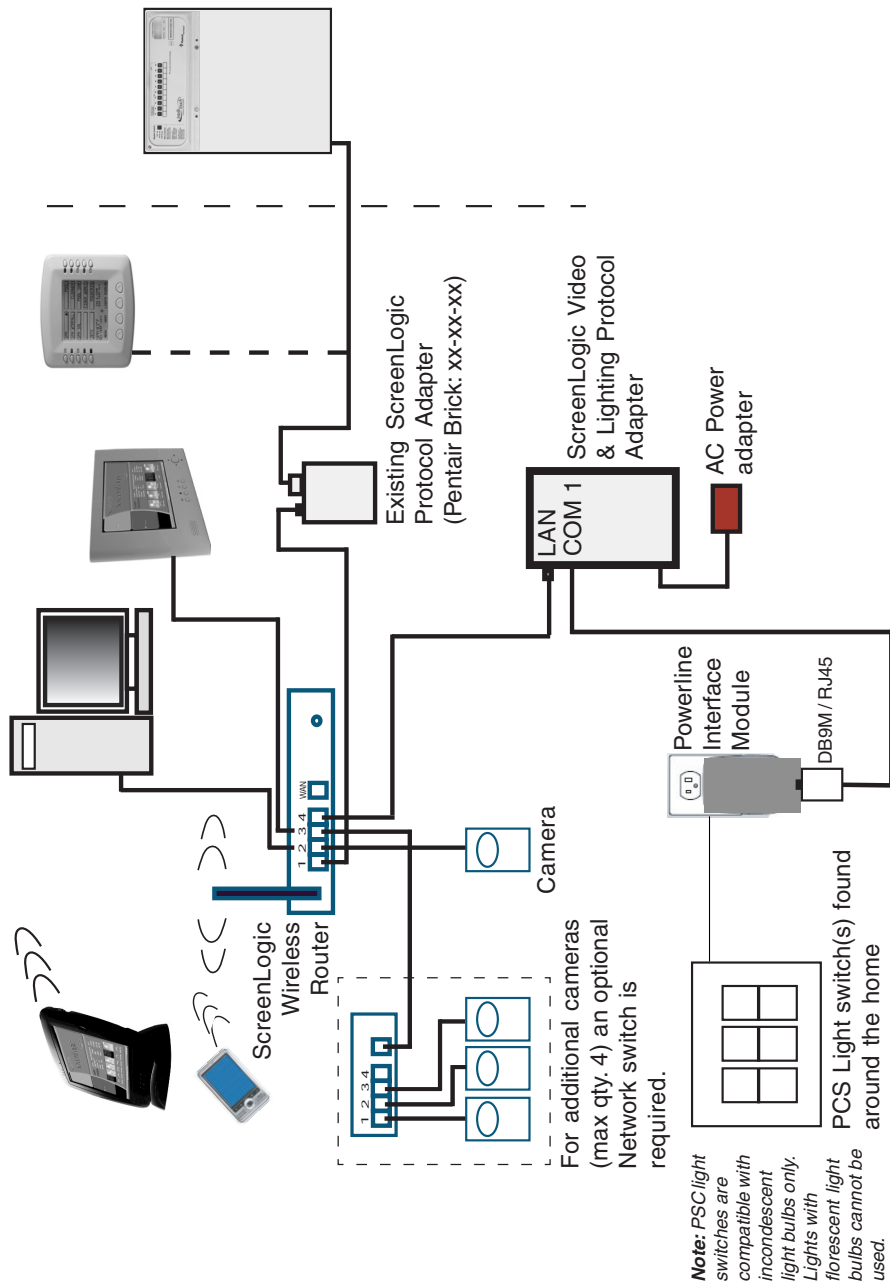 ScreenLogic
Wireless
Router
1 2 3 4
WAN
Existing ScreenLogic
Protocol Adapter
(Pentair Brick: xx-xx-xx)
1 2 3 4
For additional cameras
(max qty. 4) an optional
Network switch is
required.
Camera
LAN
COM 1
ScreenLogic Video
& Lighting Protocol
Adapter
AC Power
adapter
Powerline
Interface
Module
DB9M / RJ45
PCS Light switch(s) found
around the home
Note: PSC light
switches are
compatible with
incondescent
light bulbs only.
Lights with
florescent light
bulbs cannot be
used.